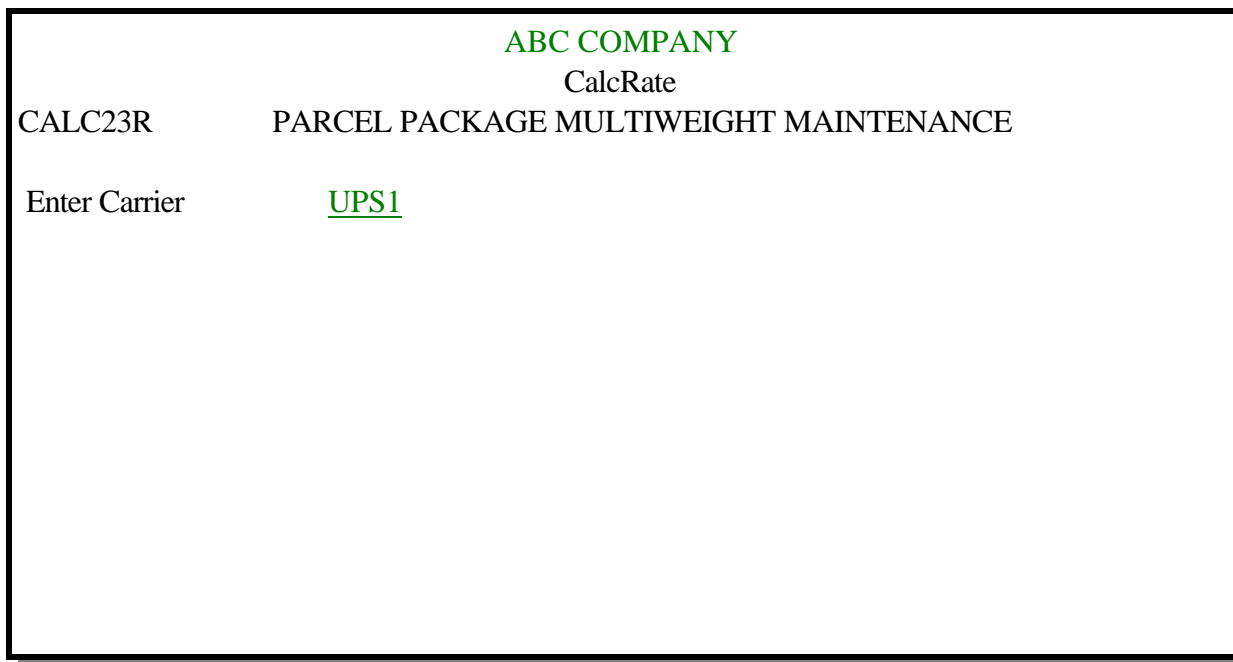 ABC COMPANY
CalcRate
CALC23R PARCEL PACKAGE MULTIWEIGHT MAINTENANCE
Enter Carrier UPS1